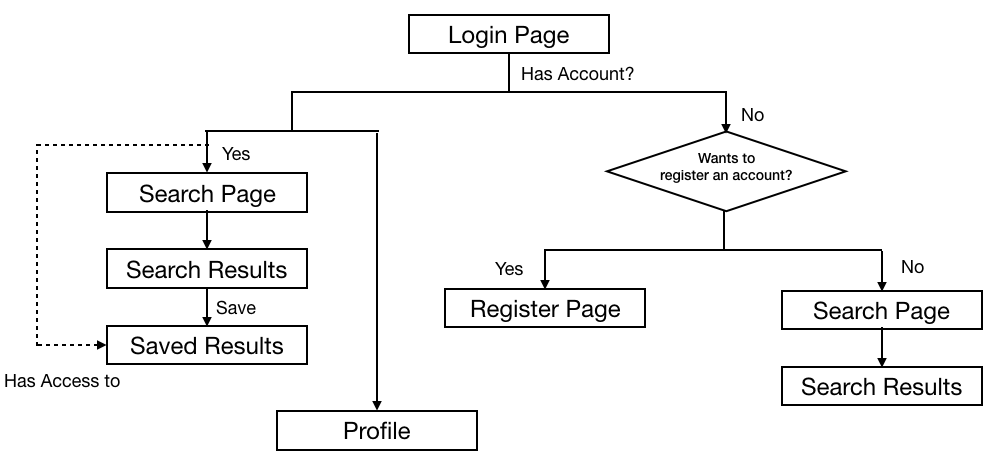 Login Page
Has Account?
No
Yes
Wants to
register an account?
Search Page
Search Results
Save
Saved Results
Has Access to
Profile
Yes
Register Page
No
Search Page
Search Results